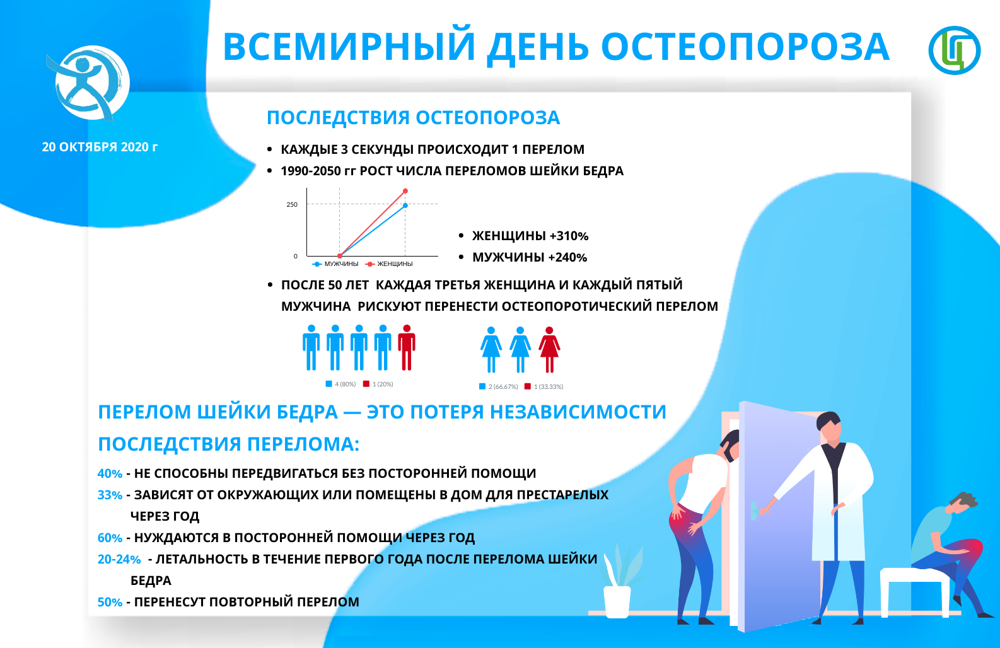 ВСЕМИРНЫЙ ДЕНЬ ОСТЕОПОРОЗА
20 ОКТЯБРЯ 2020 г
ПОСЛЕДСТВИЯ ОСТЕОПОРОЗА
• КАЖДЫЕ 3 СЕКУНДЫ ПРОИСХОДИТ 1 ПЕРЕЛОМ
• 1990-2050 гг РОСТ ЧИСЛА ПЕРЕЛОМОВ ШЕЙКИ БЕДРА
250
0
МУЖЧИНЫ ЖЕНЩИНЫ
• ЖЕНЩИНЫ +310%
• МУЖЧИНЫ +240%
• ПОСЛЕ 50 ЛЕТ КАЖДАЯ ТРЕТЬЯ ЖЕНЩИНА И КАЖДЫЙ ПЯТЫЙ
МУЖЧИНА РИСКУЮТ ПЕРЕНЕСТИ ОСТЕОПОРОТИЧЕСКИЙ ПЕРЕЛОМ
4 (80%) 1 (20%)
2 (66.67%) 1 (33.33%)
ПЕРЕЛОМ ШЕЙКИ БЕДРА — ЭТО ПОТЕРЯ НЕЗАВИСИМОСТИ
ПОСЛЕДСТВИЯ ПЕРЕЛОМА:
40% - НЕ СПОСОБНЫ ПЕРЕДВИГАТЬСЯ БЕЗ ПОСТОРОННЕЙ ПОМОЩИ
33% - ЗАВИСЯТ ОТ ОКРУЖАЮЩИХ ИЛИ ПОМЕЩЕНЫ В ДОМ ДЛЯ ПРЕСТАРЕЛЫХ
ЧЕРЕЗ ГОД
60% - НУЖДАЮТСЯ В ПОСТОРОННЕЙ ПОМОЩИ ЧЕРЕЗ ГОД
20-24% - ЛЕТАЛЬНОСТЬ В ТЕЧЕНИЕ ПЕРВОГО ГОДА ПОСЛЕ ПЕРЕЛОМА ШЕЙКИ
БЕДРА
50% - ПЕРЕНЕСУТ ПОВТОРНЫЙ ПЕРЕЛОМ